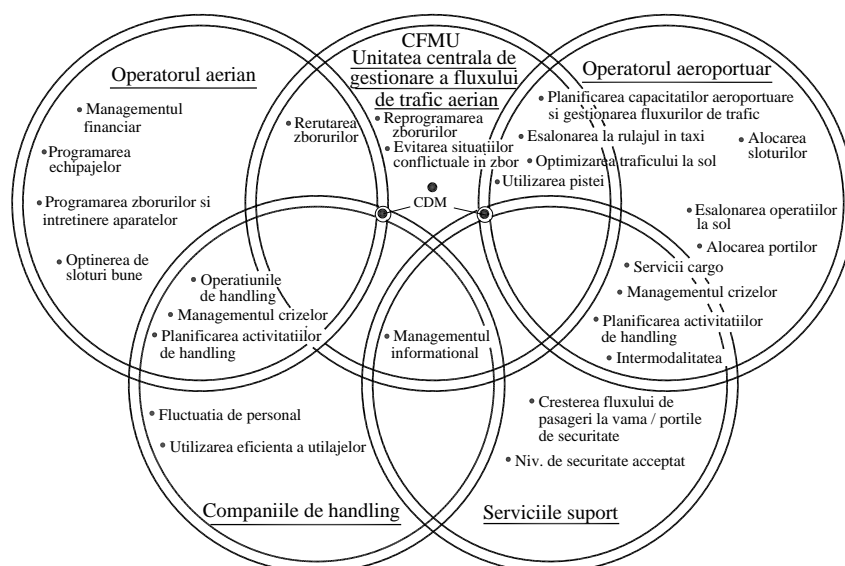 CFMU
Unitatea centrala de
gestionare a fluxului
de trafic aerian
Operatorul aerian
• Managementul
financiar
• Programarea
echipajelor
• Programarea zborurilor si
intretinere aparatelor
• Optinerea de
sloturi bune
• Rerutarea
zborurilor
• Reprogramarea
zborurilor
• Evitarea situațiilor
conflictuale in zbor
CDM
Operatorul aeroportuar
• Planificarea capacitatilor aeroportuare
si gestionarea fluxurilor de trafic
• Esalonarea la rulajul in taxi
• Optimizarea traficului la sol
• Utilizarea pistei
• Alocarea
sloturilor
• Esalonarea operatiilor
la sol
• Alocarea portilor
• Servicii cargo
• Managementul crizelor
• Planificarea activitatiilor
de handling
• Intermodalitatea
• Operatiunile
de handling
• Managementul crizelor
• Planificarea activitatiilor
de handling
• Managementul
informational
• Fluctuatia de personal
• Utilizarea eficienta a utilajelor
Companiile de handling
• Cresterea fluxului de
pasageri la vama / portile
de securitate
• Niv. de securitate acceptat
Serviciile suport